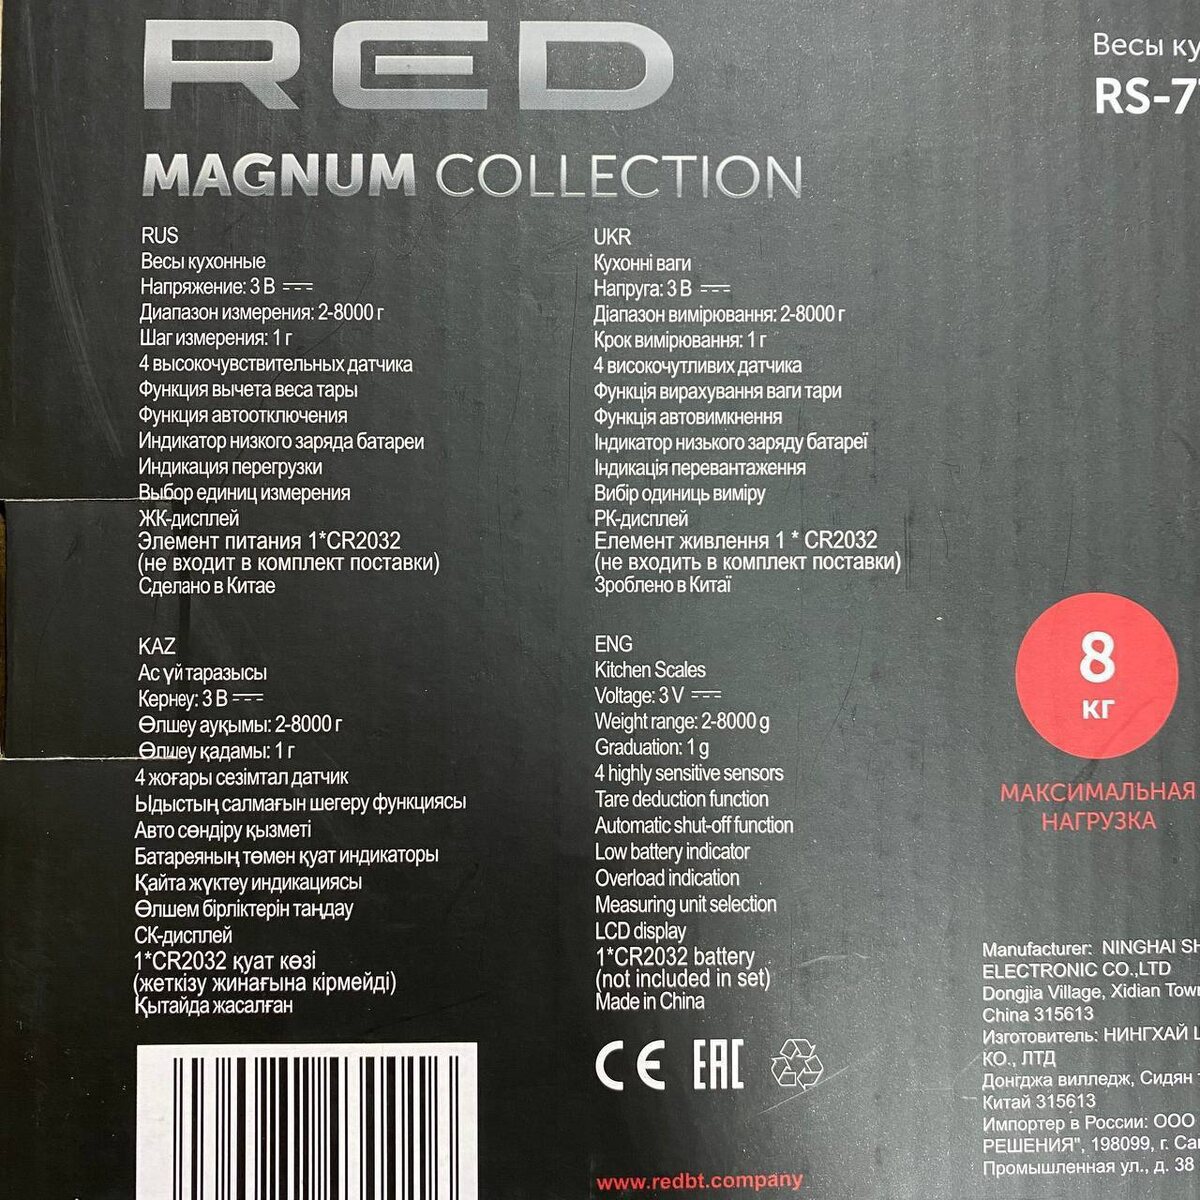 RED
MAGNUM COLLECTION
Весы
RS-7
RUS
Весы кухонные
Напряжение: 3 В
Диапазон измерения: 2-8000 г
Шаг измерения: 1 г
4 высокочувствительных датчика
Функция вычета веса тары
Функция автоотключения
Индикатор низкого заряда батареи
Индикация перегрузки
Выбор единиц измерения
ЖК-дисплей
Элемент питания 1*CR2032
(не входит в комплект поставки)
Сделано в Китае
UKR
Кухонні ваги
Напруга: 3 В
Діапазон вимірювання: 2-8000 г
Крок вимірювання: 1 г
4 високочутливих датчика
Функція вирахування ваги тари
Функція автовимкнення
Індикатор низького заряду батареї
Індикація перевантаження
Вибір одиниць виміру
РК-дисплей
Елемент живлення 1 * CR2032
(не входить в комплект поставки)
Зроблено в Китаї
KAZ
Ас үй таразысы
Кернеу: 3 В
Өлшеу ауқымы: 2-8000 г
Өлшеу қадамы: 1 г
4 жоғары сезімтал датчик
Ыдыстың салмағын шегеру функциясы
Авто сөндіру қызметі
Батареяның төмен қуат индикаторы
Қайта жүктеу индикациясы
Өлшем бірліктерін таңдау
СК-дисплей
1*CR2032 қуат көзі
(жеткізу жинағына кірмейді)
Қытайда жасалған
ENG
Kitchen Scales
Voltage: 3 V
Weight range: 2-8000 g
Graduation: 1 g
4 highly sensitive sensors
Tare deduction function
Automatic shut-off function
Low battery indicator
Overload indication
Measuring unit selection
LCD display
1*CR2032 battery
(not included in set)
Made in China
CE EAC
www.redbt.company
8
кг
МАКСИМАЛЬНАЯ
НАГРУЗКА
Manufacturer: NINGHAI
ELECTRONIC CO.,LTD
Dongjia Village, Xidian
China 315613
Изготовитель: НИНГХАЙ
КО., ЛТД
Донгджа вилледж, Сидян
Китай 315613
Импортер в России: ООО
РЕШЕНИЯ", 198099, г.
Промышленная ул., д. 38